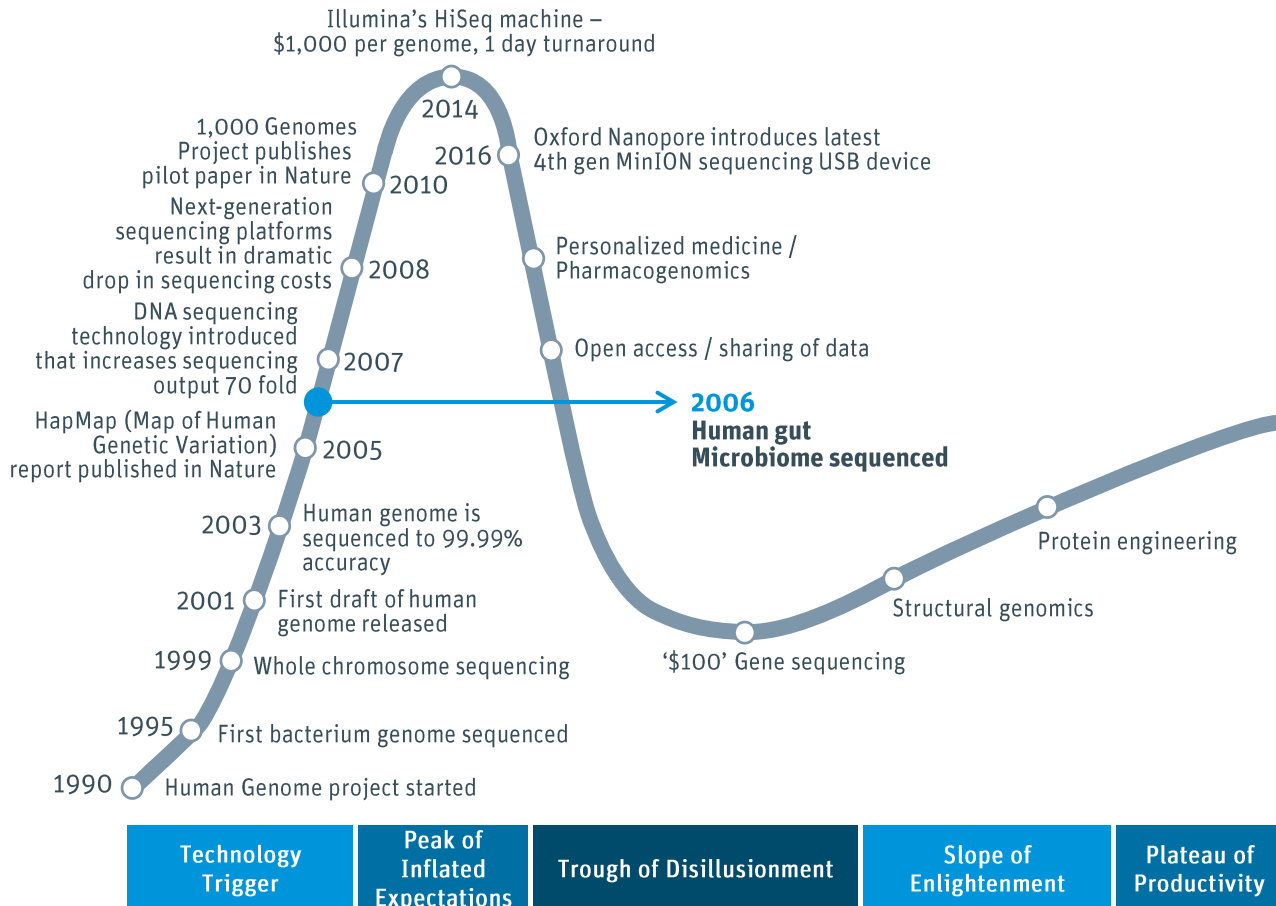 Illumina’s HiSeq machine –
$1,000 per genome, 1 day turnaround
2014
1,000 Genomes
Project publishes
pilot paper in Nature
2010
2016
Oxford Nanopore introduces latest
4th gen MinION sequencing USB device
Next-generation
sequencing platforms
result in dramatic
drop in sequencing costs
2008
Personalized medicine /
Pharmacogenomics
DNA sequencing
technology introduced
that increases sequencing
output 70 fold
2007
Open access / sharing of data
2006
Human gut
Microbiome sequenced
HapMap (Map of Human
Genetic Variation)
report published in Nature
2005
2003
Human genome is
sequenced to 99.99%
accuracy
2001
First draft of human
genome released
1999
Whole chromosome sequencing
1995
First bacterium genome sequenced
1990
Human Genome project started
‘$100’ Gene sequencing
Structural genomics
Protein engineering
Technology
Trigger
Peak of
Inflated
Expectations
Trough of Disillusionment
Slope of
Enlightenment
Plateau of
Productivity